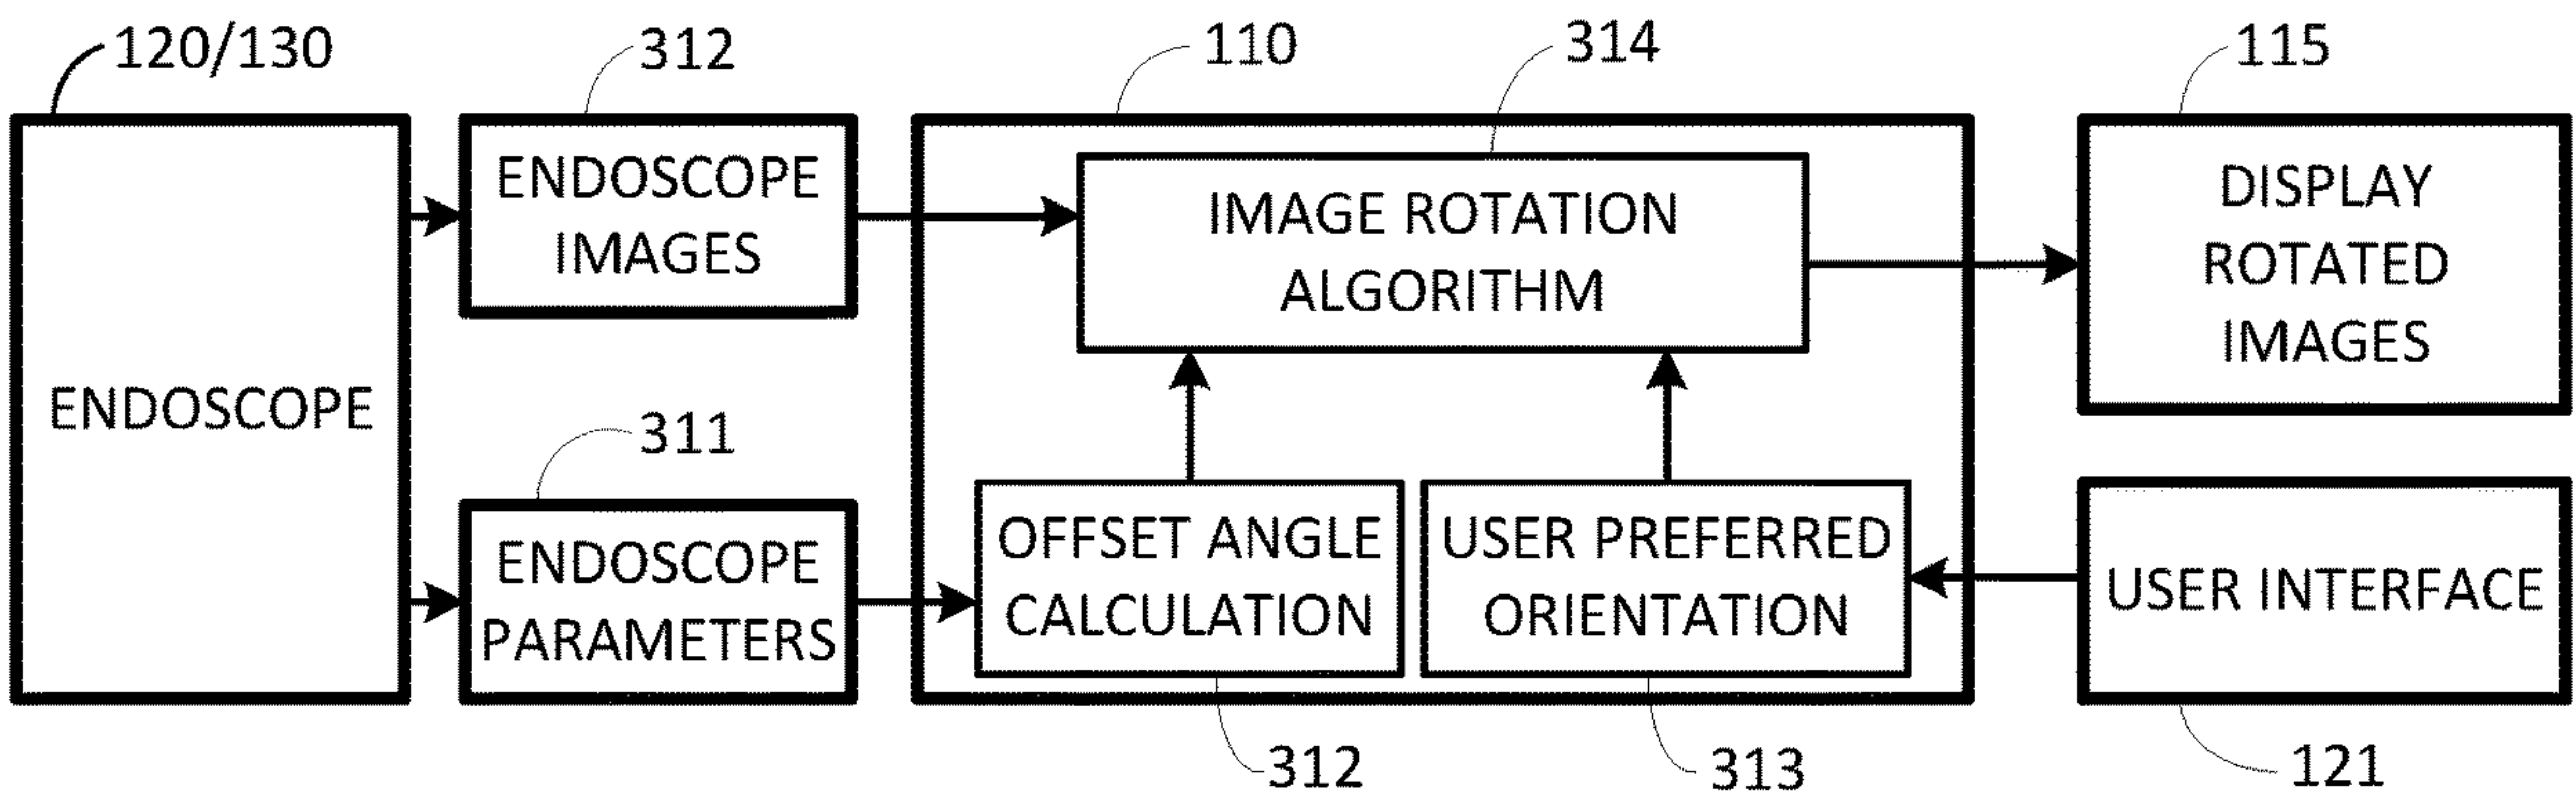 120/130
312
110
314
115
ENDOSCOPE
ENDOSCOPE
IMAGES
IMAGE ROTATION
ALGORITHM
DISPLAY
ROTATED
IMAGES
311
ENDOSCOPE
PARAMETERS
OFFSET ANGLE
CALCULATION
USER PREFERRED
ORIENTATION
USER INTERFACE
312
313
121